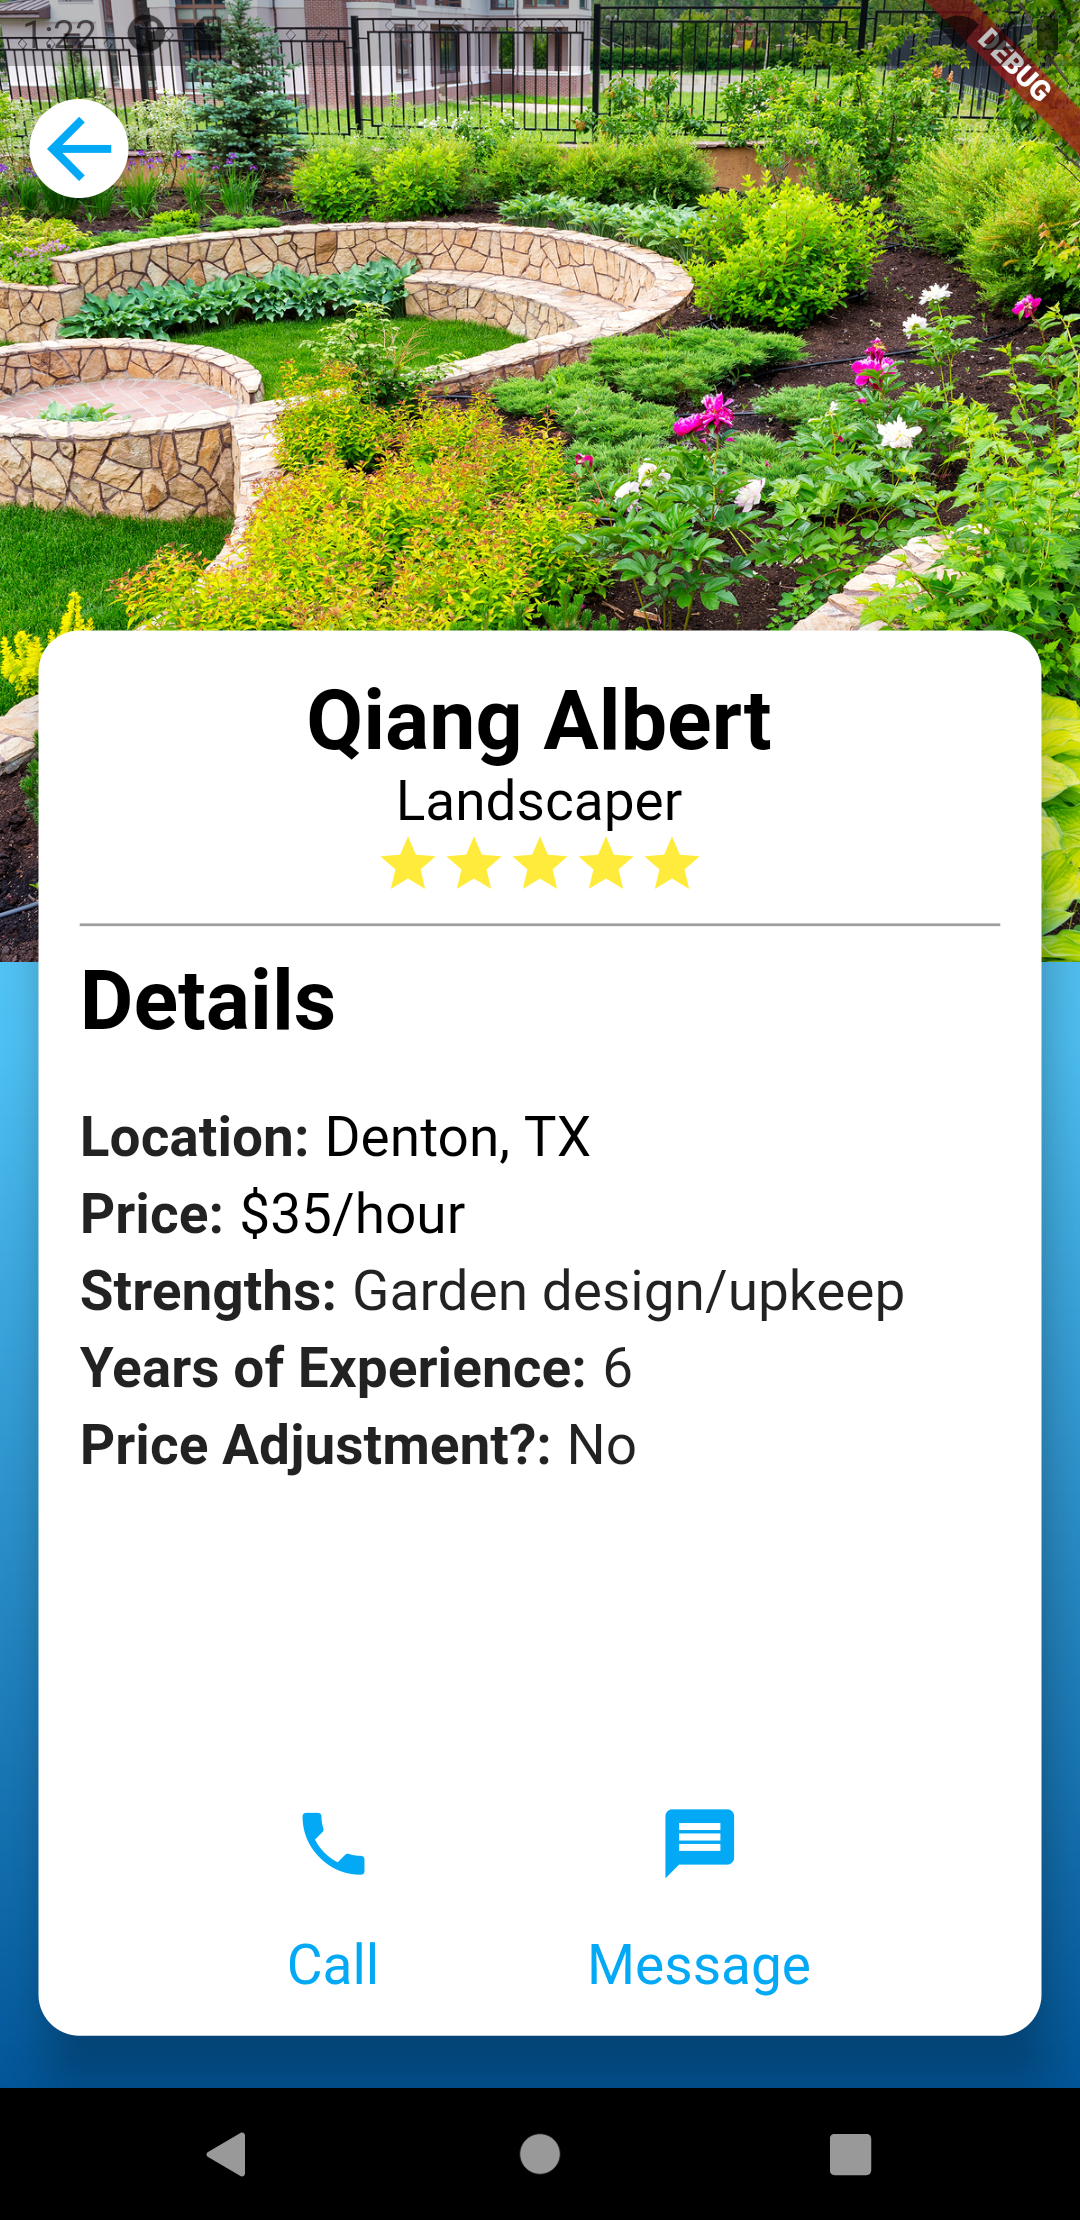 1:22
DEBUG
Qiang Albert
Landscaper
Details
Location: Denton, TX
Price: $35/hour
Strengths: Garden design/upkeep
Years of Experience: 6
Price Adjustment?: No
Call
Message